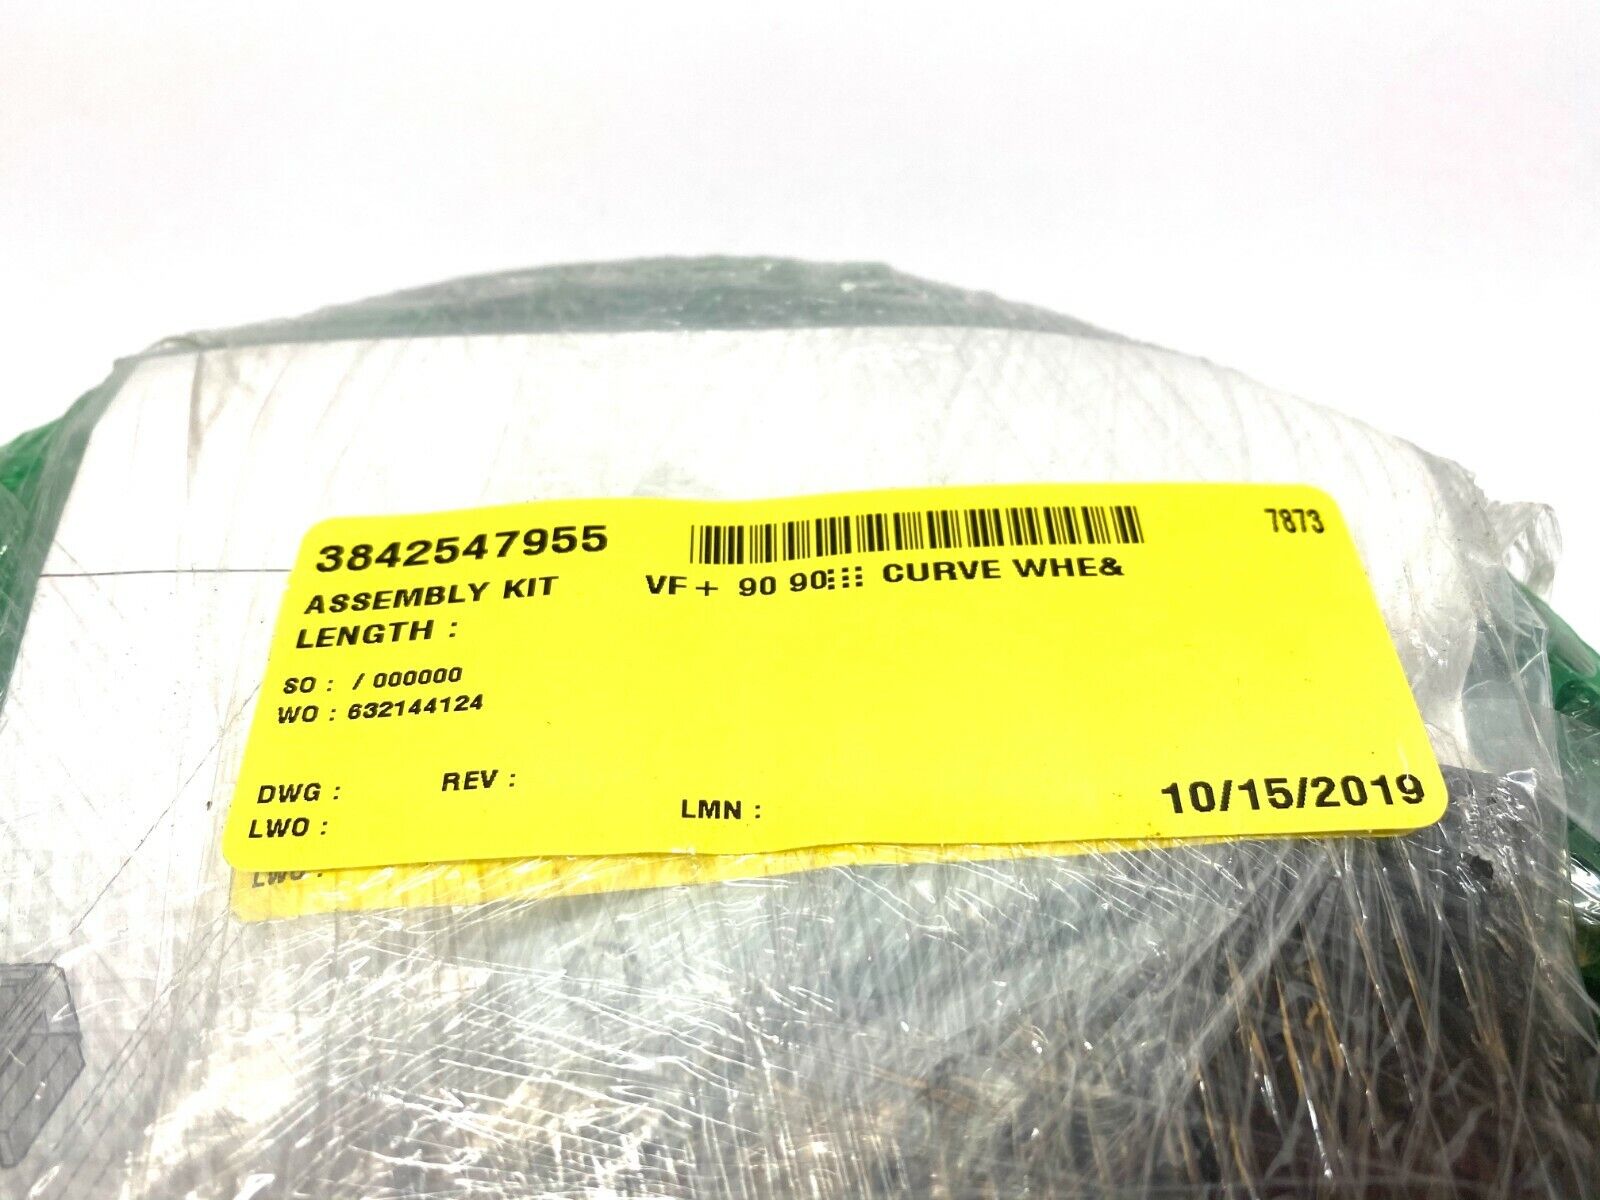 3842547955 7873
ASSEMBLY KIT VF + 90 90 CURVE WHE&
LENGTH :
SO : / 000000
WO : 632144124
DWG : REV :
LWO : LMN : 10/15/2019
LWO :